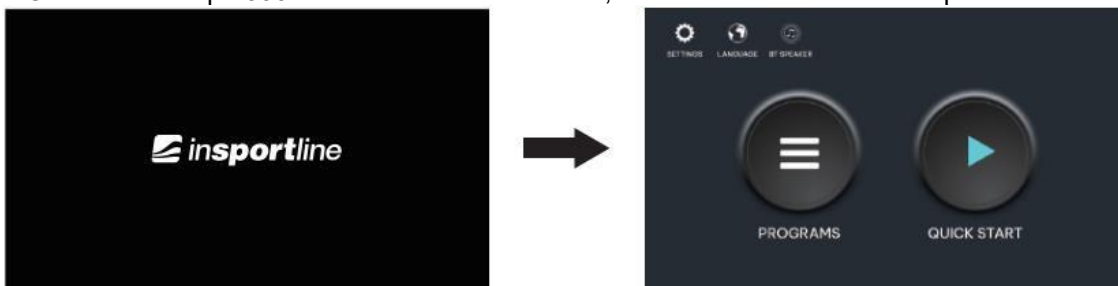 insportline
SETTINGS LANGUAGE BT SPEAKER
PROGRAMS QUICK START